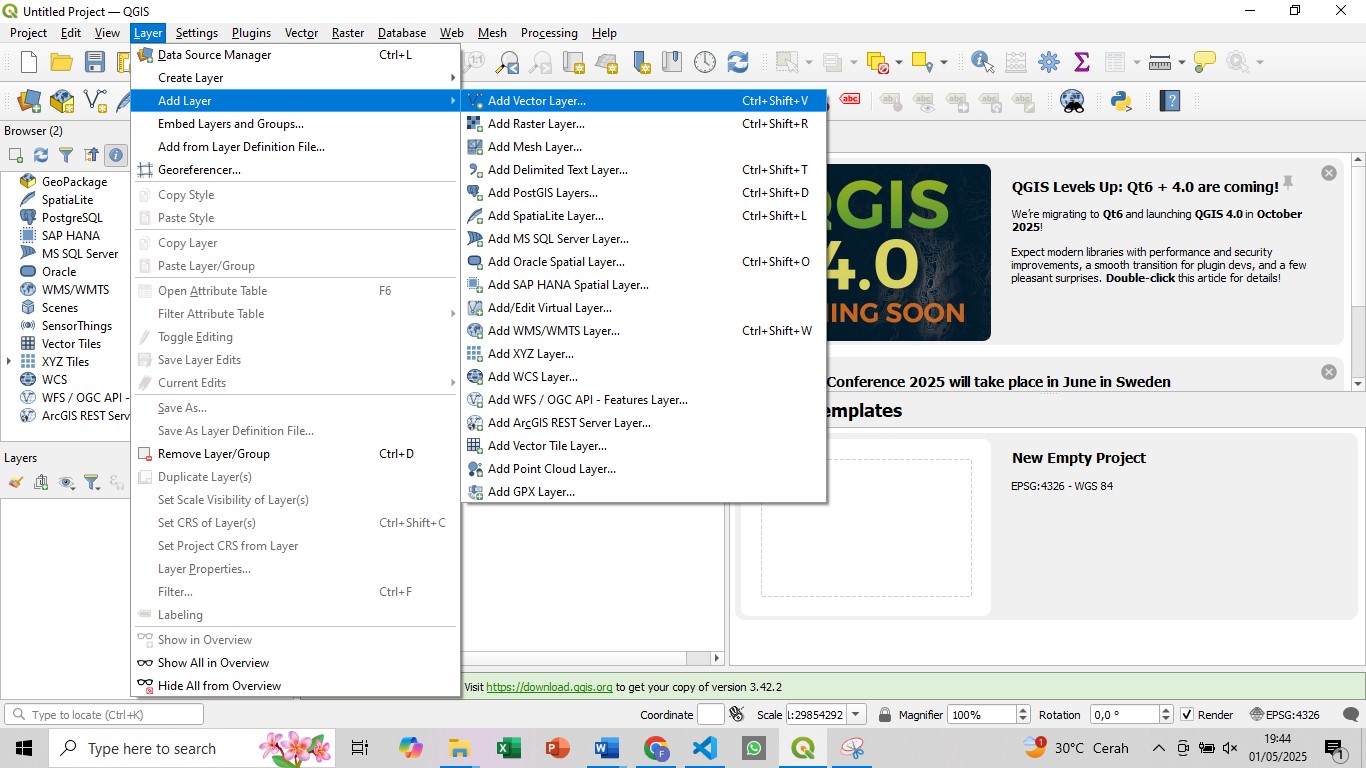 Untitled Project — QGIS
Project Edit View Layer Settings Plugins Vector Raster Database Web Mesh Processing Help
Data Source Manager Ctrl+L
Create Layer
Add Layer
Embed Layers and Groups...
Add from Layer Definition File...
Georeferencer...
Copy Style
Paste Style
Copy Layer
Paste Layer/Group
Open Attribute Table F6
Filter Attribute Table
Toggle Editing
Save Layer Edits
Current Edits
Save As...
Save As Layer Definition File...
Remove Layer/Group Ctrl+D
Duplicate Layer(s)
Set Scale Visibility of Layer(s)
Set CRS of Layer(s) Ctrl+Shift+C
Set Project CRS from Layer
Layer Properties...
Filter... Ctrl+F
Labeling
Show in Overview
Show All in Overview
Hide All from Overview
Add Vector Layer... Ctrl+Shift+V
Add Raster Layer... Ctrl+Shift+R
Add Mesh Layer...
Add Delimited Text Layer... Ctrl+Shift+T
Add PostGIS Layers... Ctrl+Shift+D
Add SpatiaLite Layer... Ctrl+Shift+L
Add MS SQL Server Layer...
Add Oracle Spatial Layer... Ctrl+Shift+O
Add SAP HANA Spatial Layer...
Add/Edit Virtual Layer...
Add WMS/WMTS Layer... Ctrl+Shift+W
Add XYZ Layer...
Add WCS Layer...
Add WFS / OGC API - Features Layer...
Add ArcGIS REST Server Layer...
Add Vector Tile Layer...
Add Point Cloud Layer...
Add GPX Layer...
abc
Browser (2)
GeoPackage
SpatiaLite
PostgreSQL
SAP HANA
MS SQL Server
Oracle
WMS/WMTS
Scenes
SensorThings
Vector Tiles
XYZ Tiles
WCS
WFS / OGC API -
ArcGIS REST Serv
Layers
QGIS
4.0
ING SOON
QGIS Levels Up: Qt6 + 4.0 are coming!
We're migrating to Qt6 and launching QGIS 4.0 in October
2025!
Expect modern libraries with performance and security
improvements, a smooth transition for plugin devs, and a few
pleasant surprises. Double-click this article for details!
Conference 2025 will take place in June in Sweden
emplates
New Empty Project
EPSG:4326 - WGS 84
Visit https://download.qgis.org to get your copy of version 3.42.2
Type to locate (Ctrl+K)
Coordinate Scale 1:29854292 Magnifier 100% Rotation 0,0 ° Render EPSG:4326
Type here to search
30°C Cerah
19:44
01/05/2025
1